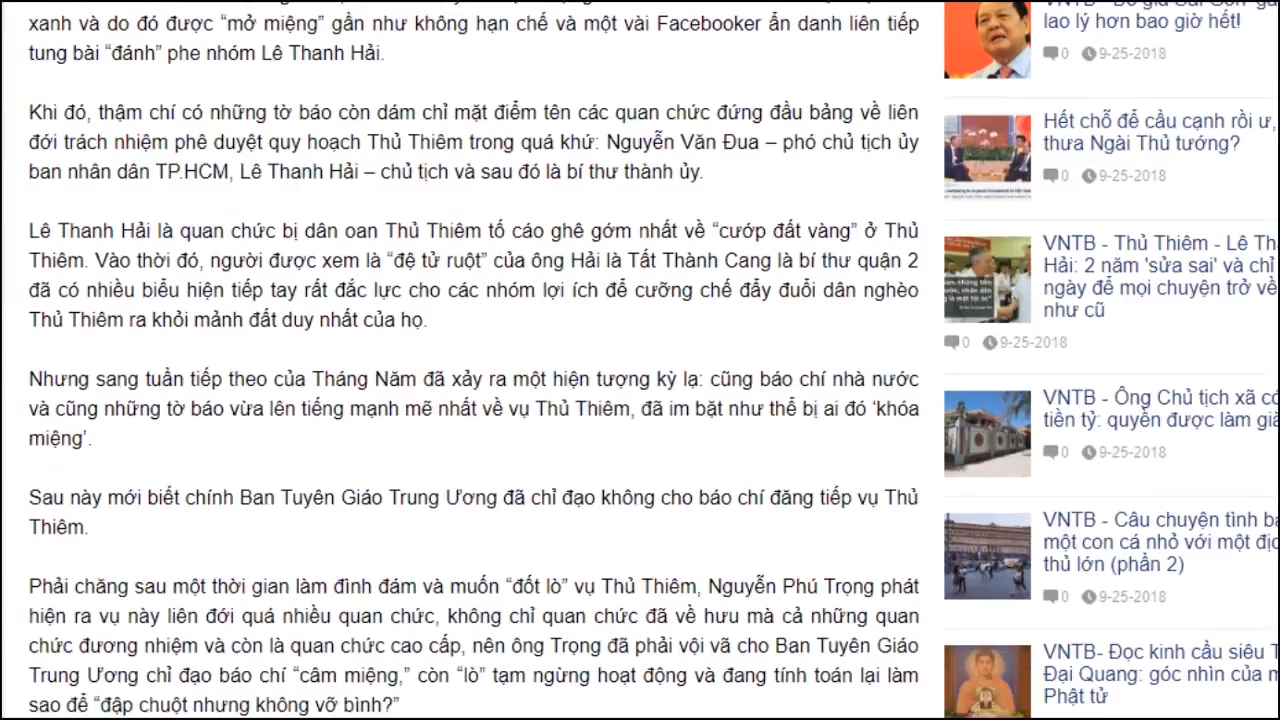 xanh và do đó được “mở miệng” gần như không hạn chế và một vài Facebooker ẩn danh liên tiếp
tung bài “đánh” phe nhóm Lê Thanh Hải.
Khi đó, thậm chí có những tờ báo còn dám chỉ mặt điểm tên các quan chức đứng đầu bảng về liên
đới trách nhiệm phê duyệt quy hoạch Thủ Thiêm trong quá khứ: Nguyễn Văn Đua – phó chủ tịch ủy
ban nhân dân TP.HCM, Lê Thanh Hải – chủ tịch và sau đó là bí thư thành ủy.
Lê Thanh Hải là quan chức bị dân oan Thủ Thiêm tố cáo ghê gớm nhất về “cướp đất vàng” ở Thủ
Thiêm. Vào thời đó, người được xem là “đệ tử ruột” của ông Hải là Tất Thành Cang là bí thư quận 2
đã có nhiều biểu hiện tiếp tay rất đắc lực cho các nhóm lợi ích để cưỡng chế đẩy đuổi dân nghèo
Thủ Thiêm ra khỏi mảnh đất duy nhất của họ.
Nhưng sang tuần tiếp theo của Tháng Năm đã xảy ra một hiện tượng kỳ lạ: cũng báo chí nhà nước
và cũng những tờ báo vừa lên tiếng mạnh mẽ nhất về vụ Thủ Thiêm, đã im bặt như thể bị ai đó ‘khóa
miệng’.
Sau này mới biết chính Ban Tuyên Giáo Trung Ương đã chỉ đạo không cho báo chí đăng tiếp vụ Thủ
Thiêm.
Phải chăng sau một thời gian làm đình đám và muốn “đốt lò” vụ Thủ Thiêm, Nguyễn Phú Trọng phát
hiện ra vụ này liên đới quá nhiều quan chức, không chỉ quan chức đã về hưu mà cả những quan
chức đương nhiệm và còn là quan chức cao cấp, nên ông Trọng đã phải vội vã cho Ban Tuyên Giáo
Trung Ương chỉ đạo báo chí “câm miệng,” còn “lò” tạm ngừng hoạt động và đang tính toán lại làm
sao để “đập chuột nhưng không vỡ bình?”
lao lý hơn bao giờ hết!
0 9-25-2018
Hết chỗ để cầu cạnh rồi ư,
thưa Ngài Thủ tướng?
0 9-25-2018
VNTB - Thủ Thiêm - Lê Th
Hải: 2 năm 'sửa sai' và chỉ
ngày để mọi chuyện trở về
như cũ
0 9-25-2018
VNTB - Ông Chủ tịch xã có
tiền tỷ: quyền được làm già
0 9-25-2018
VNTB - Câu chuyện tình b
một con cá nhỏ với một đị
thủ lớn (phần 2)
0 9-25-2018
VNTB- Đọc kinh cầu siêu T
Đại Quang: góc nhìn của m
Phật tử